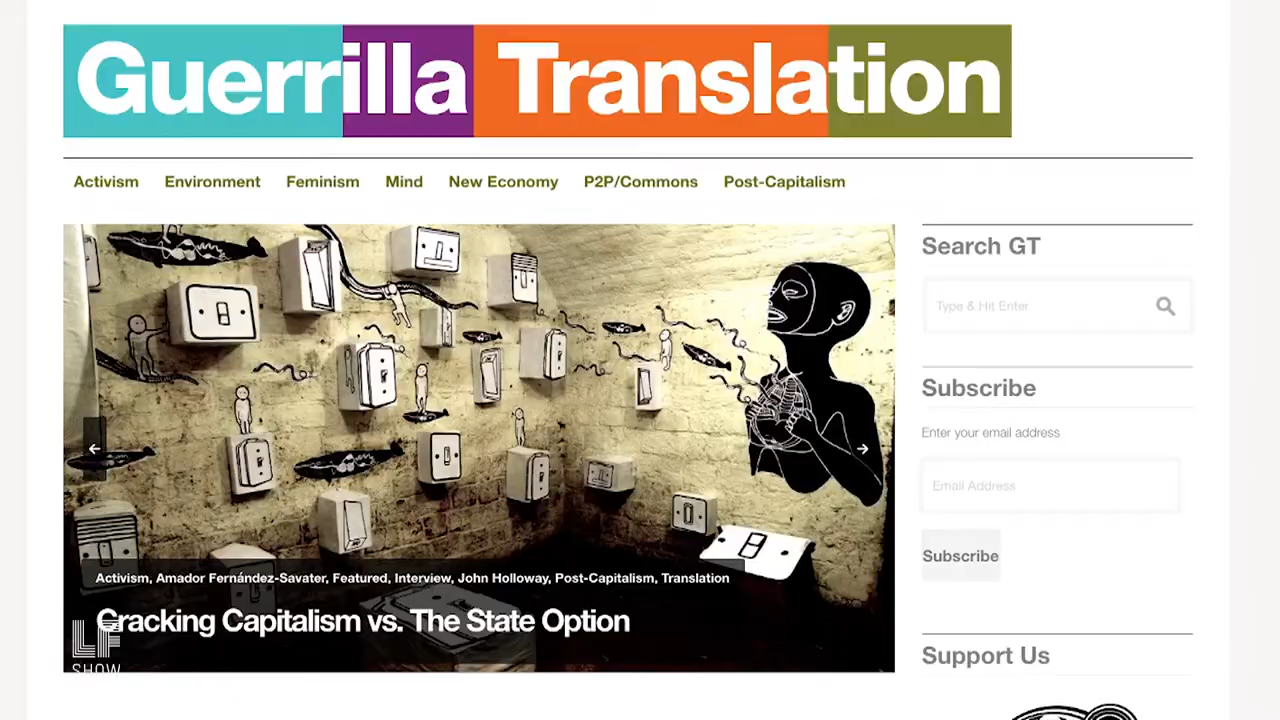 Guerrilla Translation
Activism Environment Feminism Mind New Economy P2P/Commons Post-Capitalism
Search GT
Type & Hit Enter
Subscribe
Enter your email address
Email Address
Subscribe
Activism, Amador Fernández-Savater, Featured, Interview, John Holloway, Post-Capitalism, Translation
Cracking Capitalism vs. The State Option
LF
SHOW
Support Us